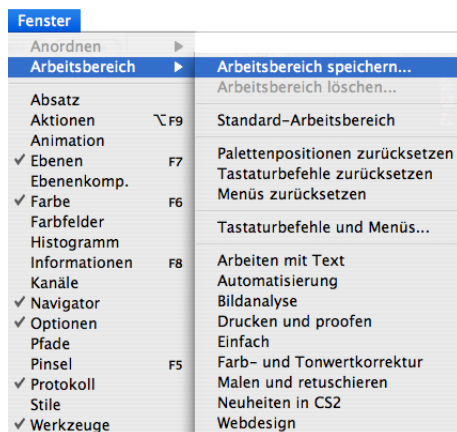 Fenster
Anordnen ▶
Arbeitsbereich ▶
Absatz
Aktionen ⌥F9
Animation
✓ Ebenen F7
Ebenenkomp.
✓ Farbe F6
Farbfelder
Histogramm
Informationen F8
Kanäle
✓ Navigator
✓ Optionen
Pfade
Pinsel F5
✓ Protokoll
Stile
✓ Werkzeuge
Arbeitsbereich speichern...
Arbeitsbereich löschen...
Standard-Arbeitsbereich
Palettenpositionen zurücksetzen
Tastaturbefehle zurücksetzen
Menüs zurücksetzen
Tastaturbefehle und Menüs...
Arbeiten mit Text
Automatisierung
Bildanalyse
Drucken und proofen
Einfach
Farb- und Tonwertkorrektur
Malen und retuschieren
Neuheiten in CS2
Webdesign